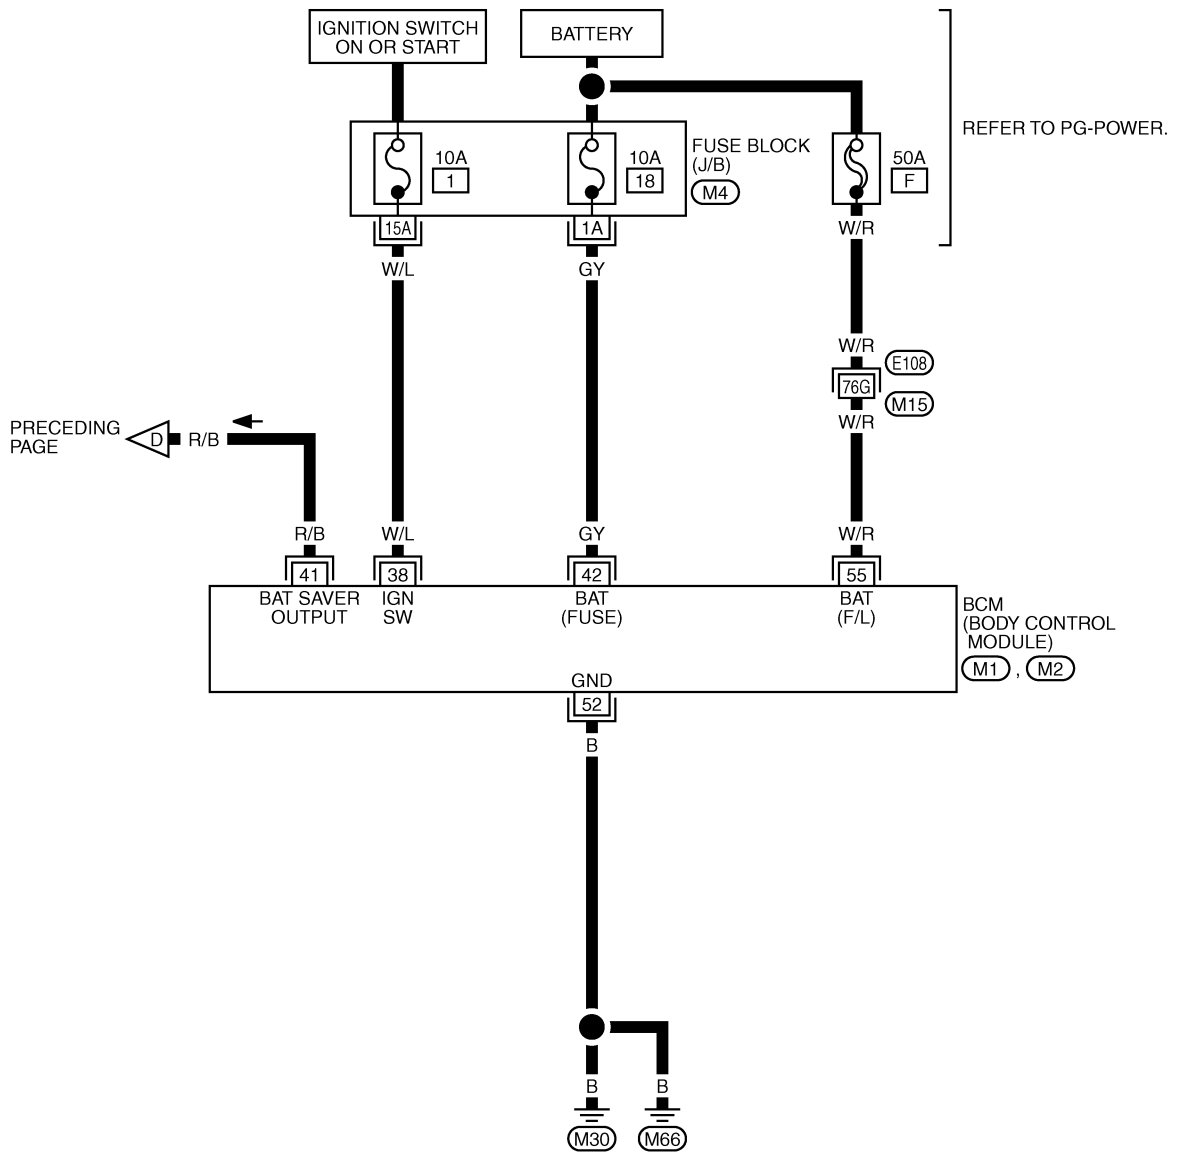 IGNITION SWITCH
ON OR START
BATTERY
REFER TO PG-POWER.
10A
1
10A
18
FUSE BLOCK
(J/B)
M4
50A
F
15A
1A
W/L
GY
W/R
W/R
E108
76G
M15
W/R
PRECEDING
PAGE
D
R/B
R/B
W/L
GY
W/R
41
38
42
55
BAT SAVER
OUTPUT
IGN
SW
BAT
(FUSE)
BAT
(F/L)
BCM
(BODY CONTROL
MODULE)
M1 , M2
GND
52
B
B
B
M30
M66